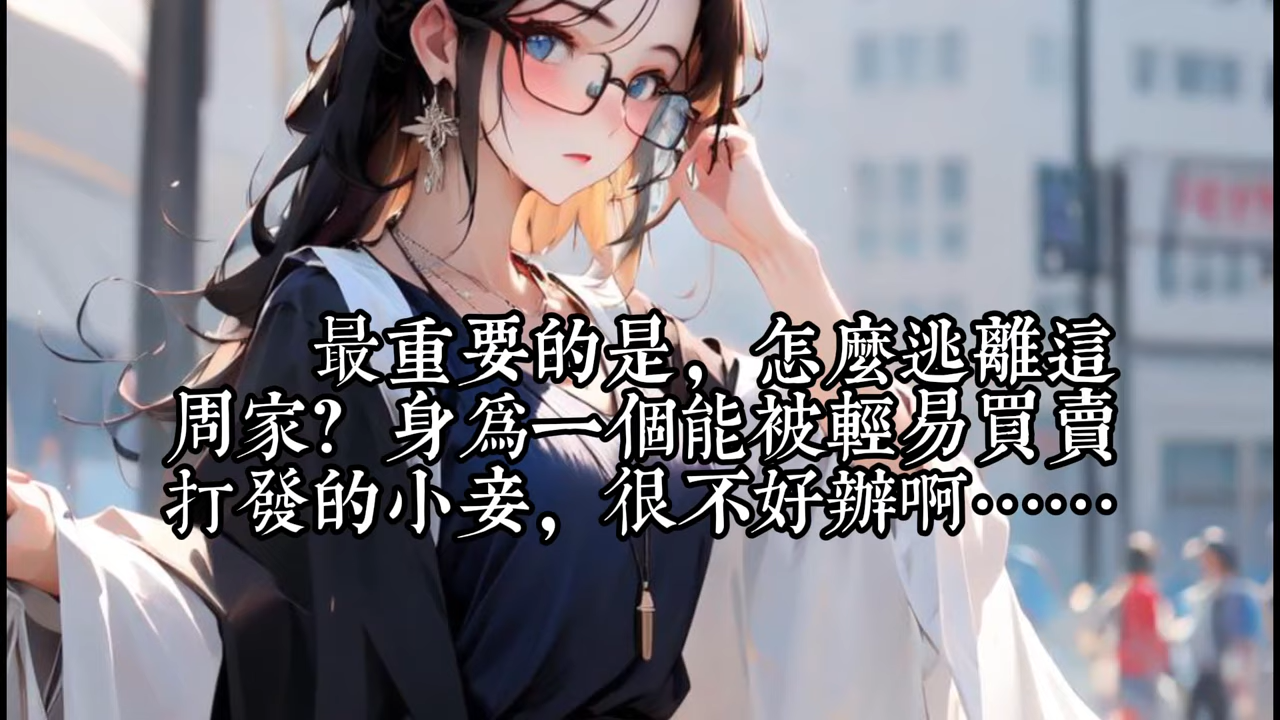 最重要的是，怎麼逃離這
周家？身爲一個能被輕易買賣
打發的小妾，很不好辦啊……